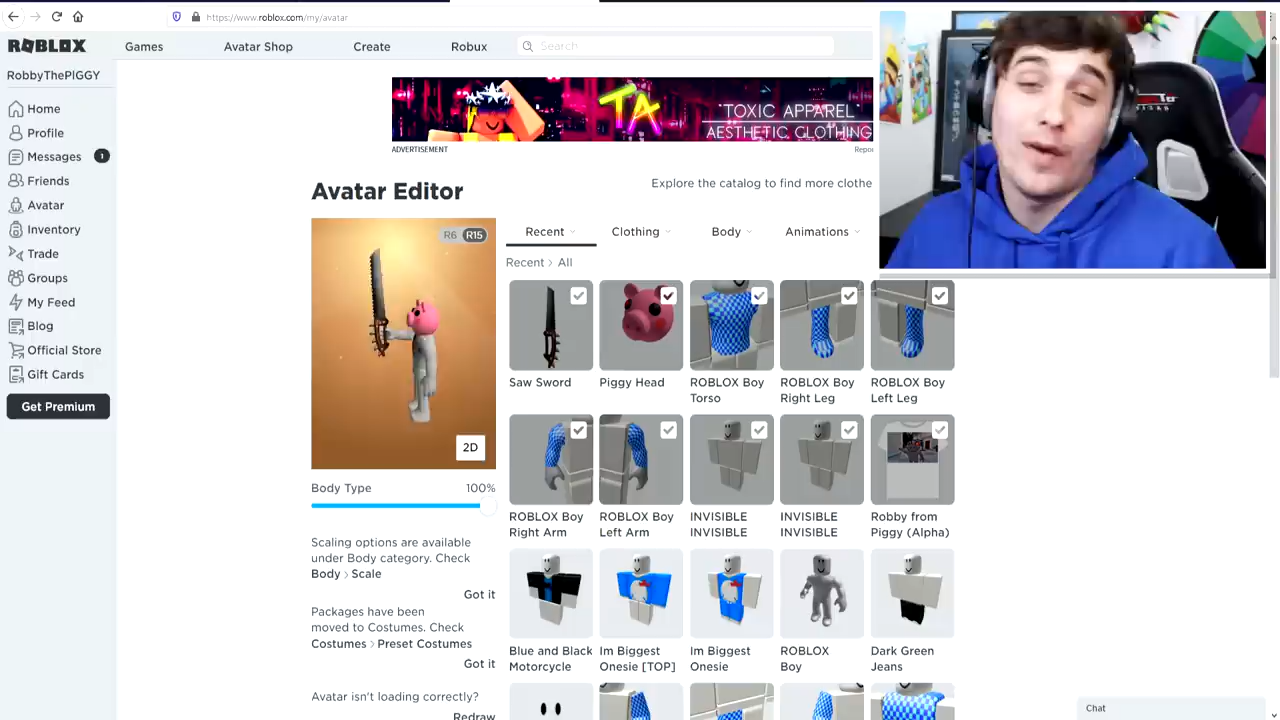 https://www.roblox.com/my/avatar
ROBLOX
Games
Avatar Shop
Create
Robux
Search
RobbyThePIGGY
Home
Profile
Messages
1
Friends
Avatar
Inventory
Trade
Groups
My Feed
Blog
Official Store
Gift Cards
Get Premium
TA
TOXIC APPAREL
AESTHETIC CLOTHING
ADVERTISEMENT
Repor
Avatar Editor
Explore the catalog to find more clothe
R6 R15
2D
Body Type 100%
Scaling options are available
under Body category. Check
Body > Scale
Got it
Packages have been
moved to Costumes. Check
Costumes > Preset Costumes
Got it
Avatar isn't loading correctly?
Redraw
Recent
Clothing
Body
Animations
Recent > All
Saw Sword
Piggy Head
ROBLOX Boy
Torso
ROBLOX Boy
Right Leg
ROBLOX Boy
Left Leg
ROBLOX Boy
Right Arm
ROBLOX Boy
Left Arm
INVISIBLE
INVISIBLE
INVISIBLE
INVISIBLE
Robby from
Piggy (Alpha)
Blue and Black
Motorcycle
Im Biggest
Onesie [TOP]
Im Biggest
Onesie
ROBLOX
Boy
Dark Green
Jeans
Chat